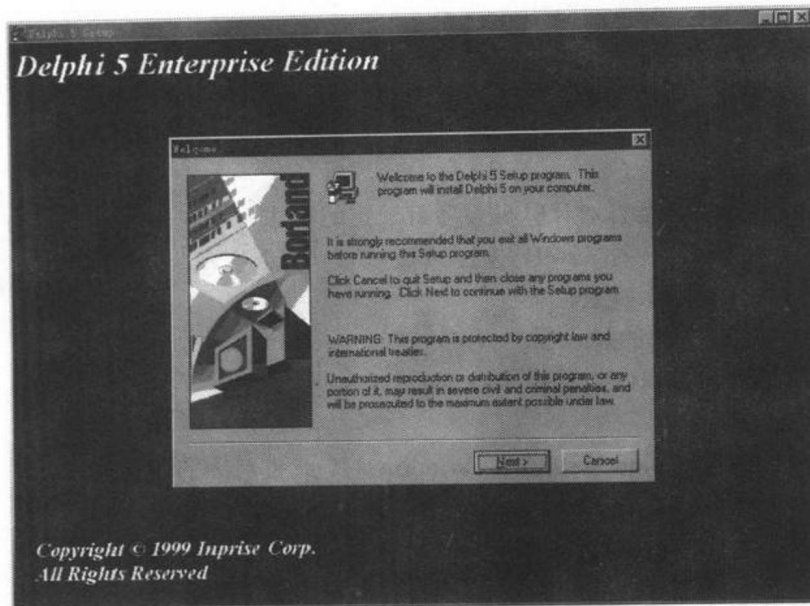 Delphi 5 Setup
Delphi 5 Enterprise Edition
Welcome
Borland
Welcome to the Delphi 5 Setup program. This
program will install Delphi 5 on your computer.
It is strongly recommended that you exit all Windows programs
before running this Setup program.
Click Cancel to quit Setup and then close any programs you
have running. Click Next to continue with the Setup program.
WARNING: This program is protected by copyright law and
international treaties.
Unauthorized reproduction or distribution of this program, or any
portion of it, may result in severe civil and criminal penalties, and
will be prosecuted to the maximum extent possible under law.
Next >
Cancel
Copyright © 1999 Inprise Corp.
All Rights Reserved